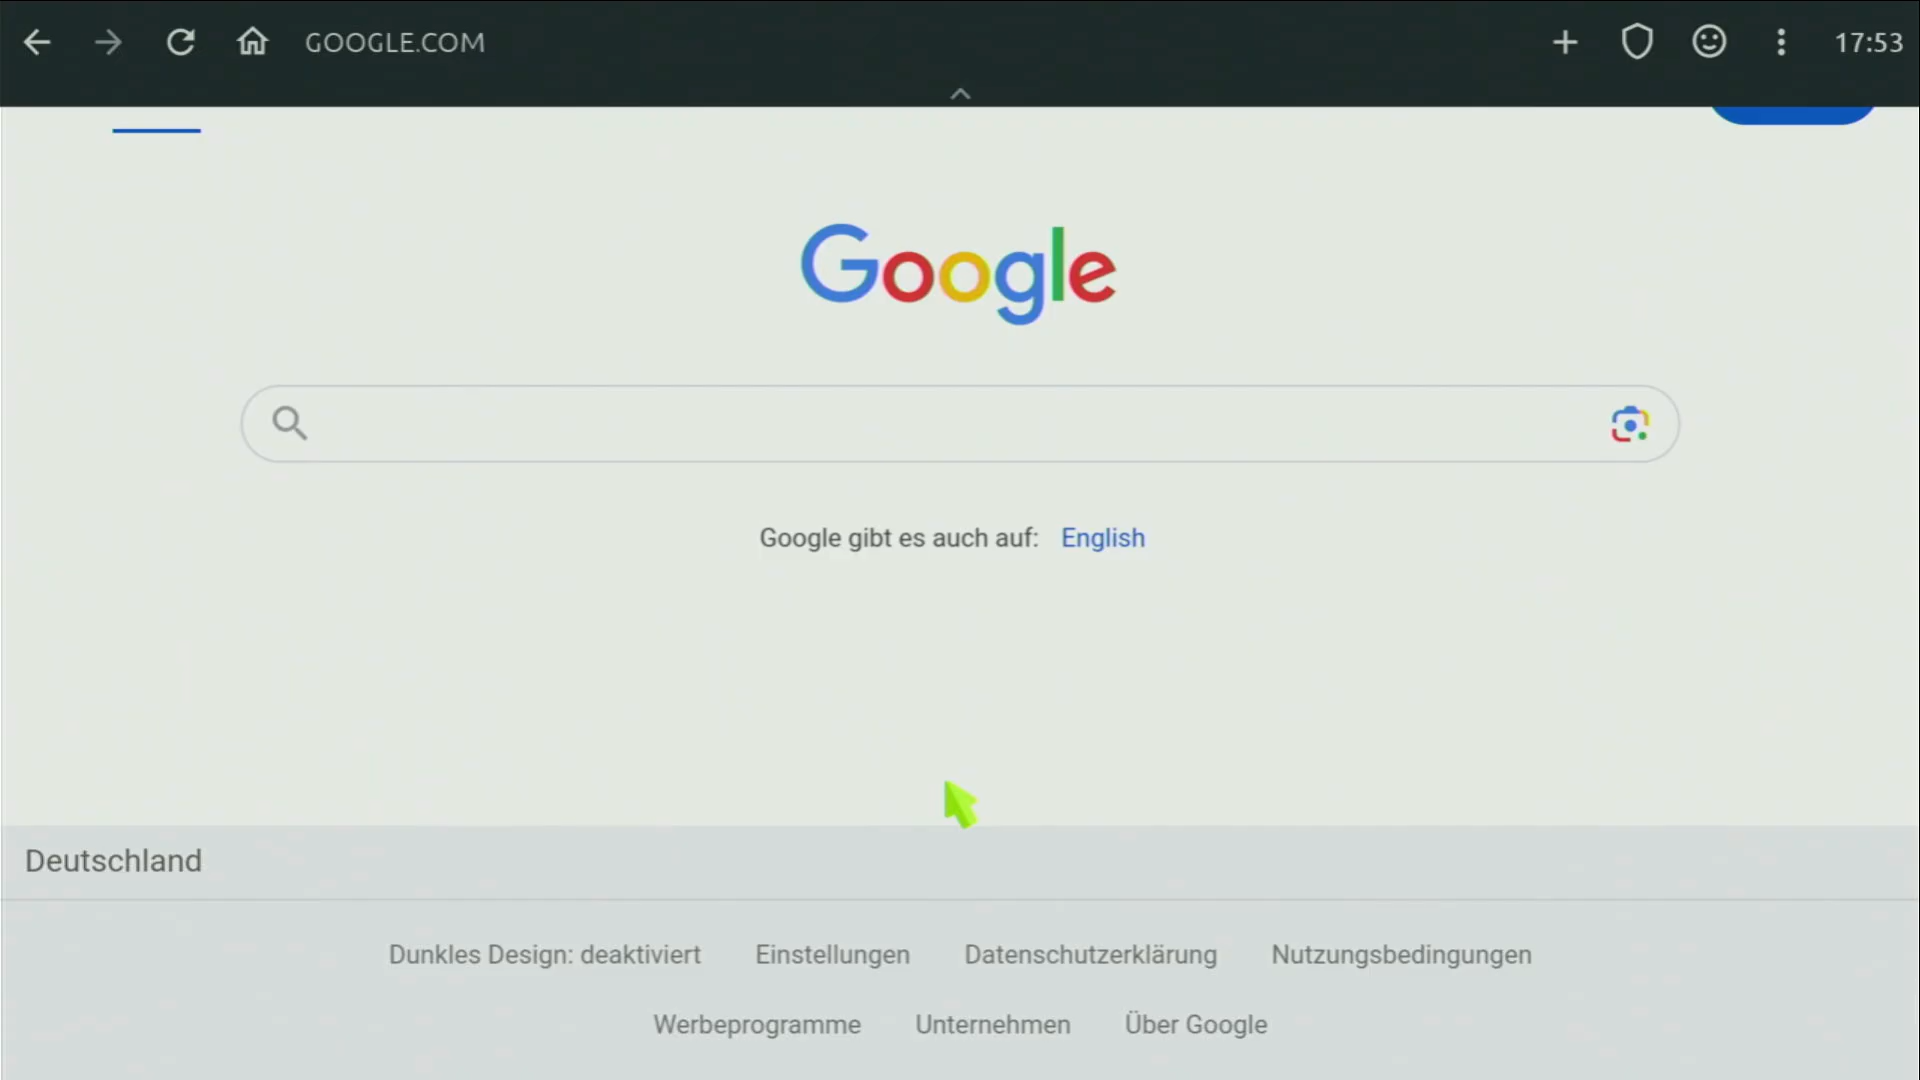 GOOGLE.COM
17:53
Google
Google gibt es auch auf: English
Deutschland
Dunkles Design: deaktiviert Einstellungen Datenschutzerklärung Nutzungsbedingungen
Werbeprogramme Unternehmen Über Google